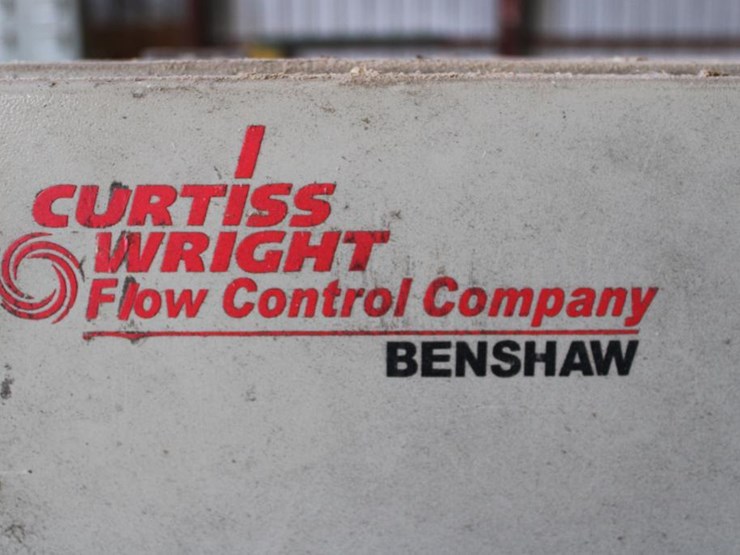 CURTISS
WRIGHT
Flow Control Company
BENSHAW